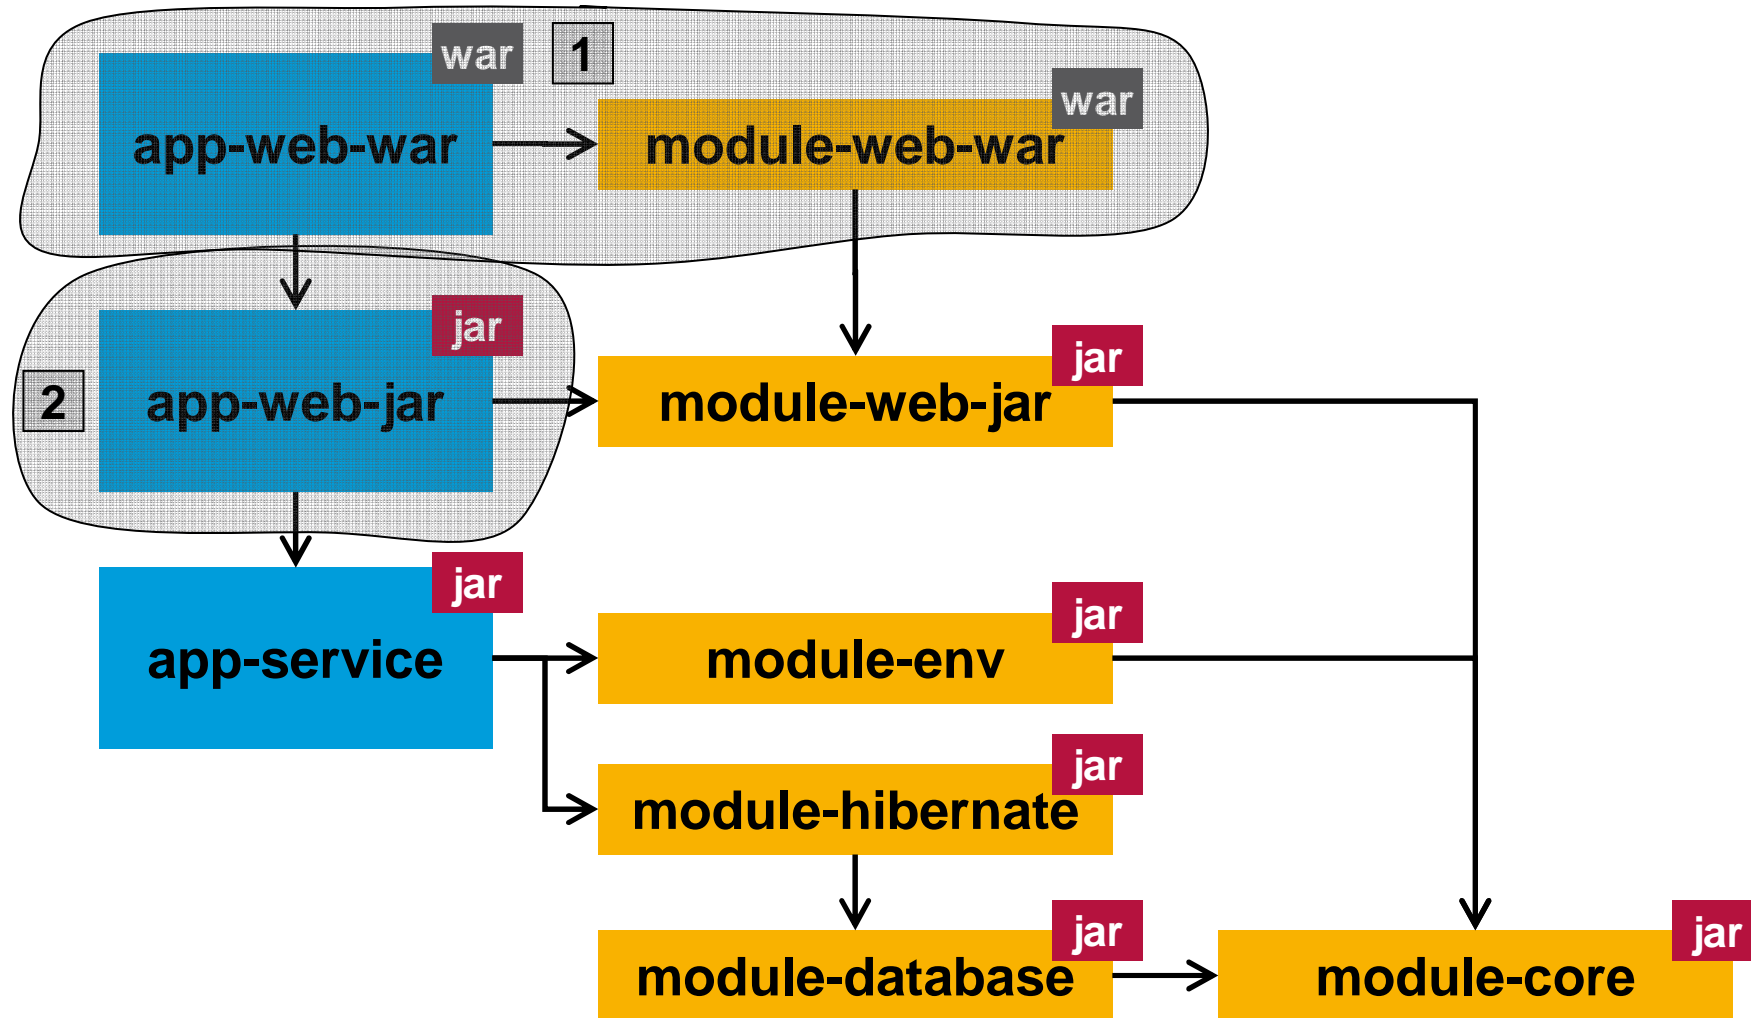 war
1
war
app-web-war
module-web-war
jar
jar
2
app-web-jar
module-web-jar
jar
jar
app-service
module-env
jar
module-hibernate
jar
jar
module-database
module-core